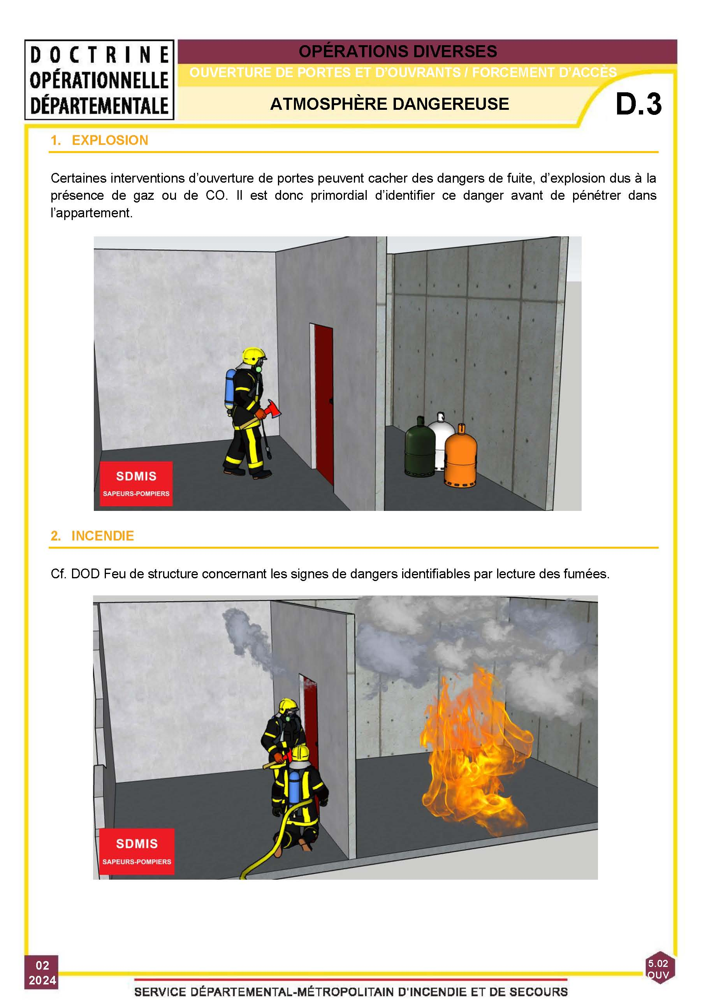 DOCTRINE
OPÉRATIONNELLE
DÉPARTEMENTALE
OPÉRATIONS DIVERSES
OUVERTURE DE PORTES ET D'OUVRANTS / FORCEMENT D'ACCÈS
ATMOSPHÈRE DANGEREUSE
D.3
1. EXPLOSION
Certaines interventions d'ouverture de portes peuvent cacher des dangers de fuite, d'explosion dus à la
présence de gaz ou de CO. Il est donc primordial d'identifier ce danger avant de pénétrer dans
l'appartement.
SDMIS
SAPEURS-POMPIERS
2. INCENDIE
Cf. DOD Feu de structure concernant les signes de dangers identifiables par lecture des fumées.
SDMIS
SAPEURS-POMPIERS
02
2024
5.02
OUV
SERVICE DÉPARTEMENTAL-MÉTROPOLITAIN D'INCENDIE ET DE SECOURS